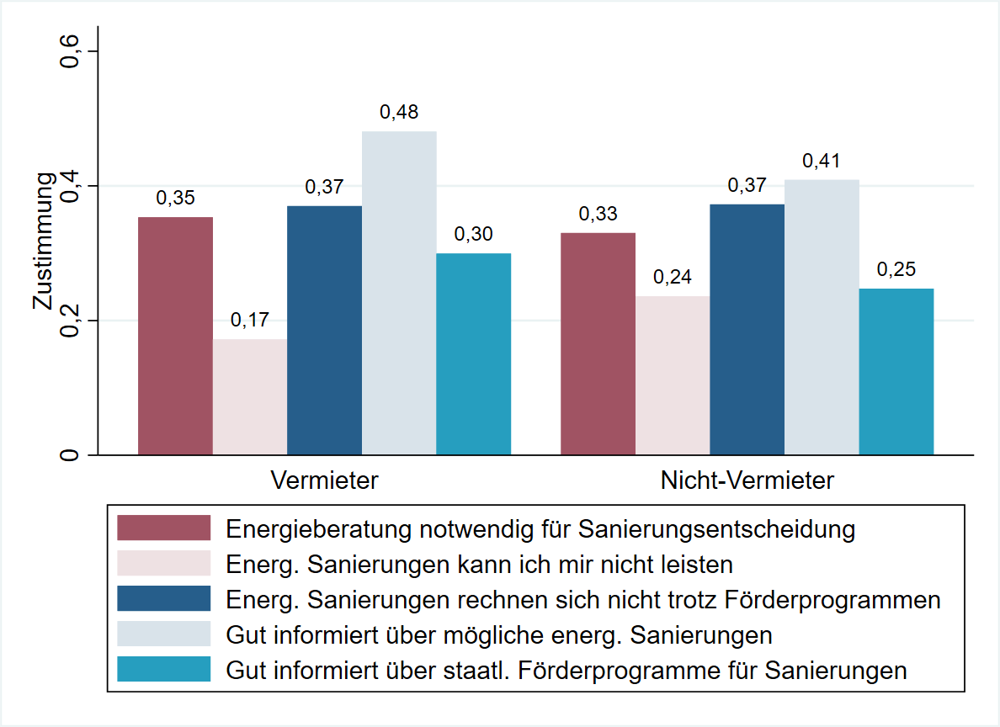 Zustimmung
0,6
0,4
0,2
0
0,35
0,17
0,37
0,48
0,30
0,33
0,24
0,37
0,41
0,25
Vermieter
Nicht-Vermieter
Energieberatung notwendig für Sanierungsentscheidung
Energ. Sanierungen kann ich mir nicht leisten
Energ. Sanierungen rechnen sich nicht trotz Förderprogrammen
Gut informiert über mögliche energ. Sanierungen
Gut informiert über staatl. Förderprogramme für Sanierungen